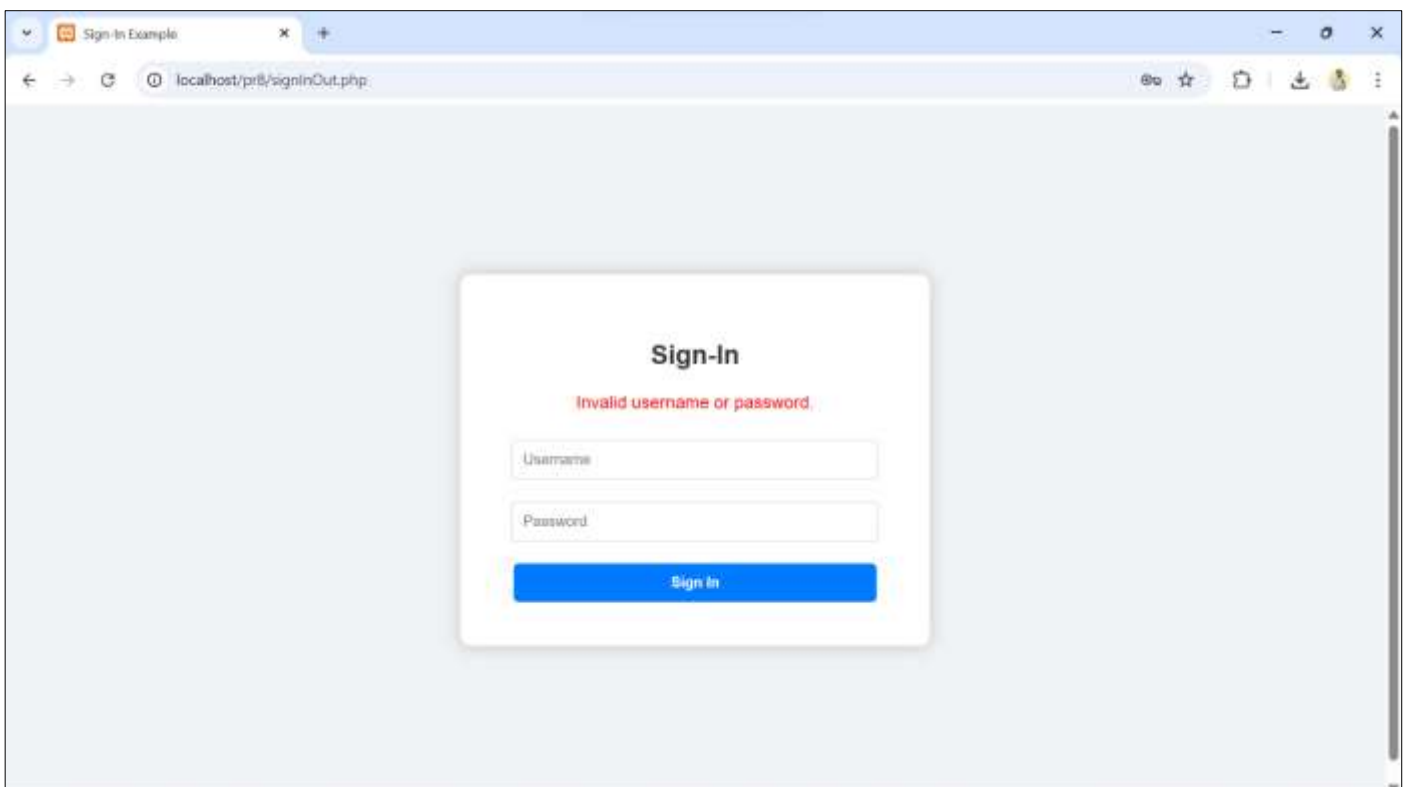 Sign-In Example
localhost/pr8/signInOut.php
Sign-In
Invalid username or password.
Username
Password
Sign In